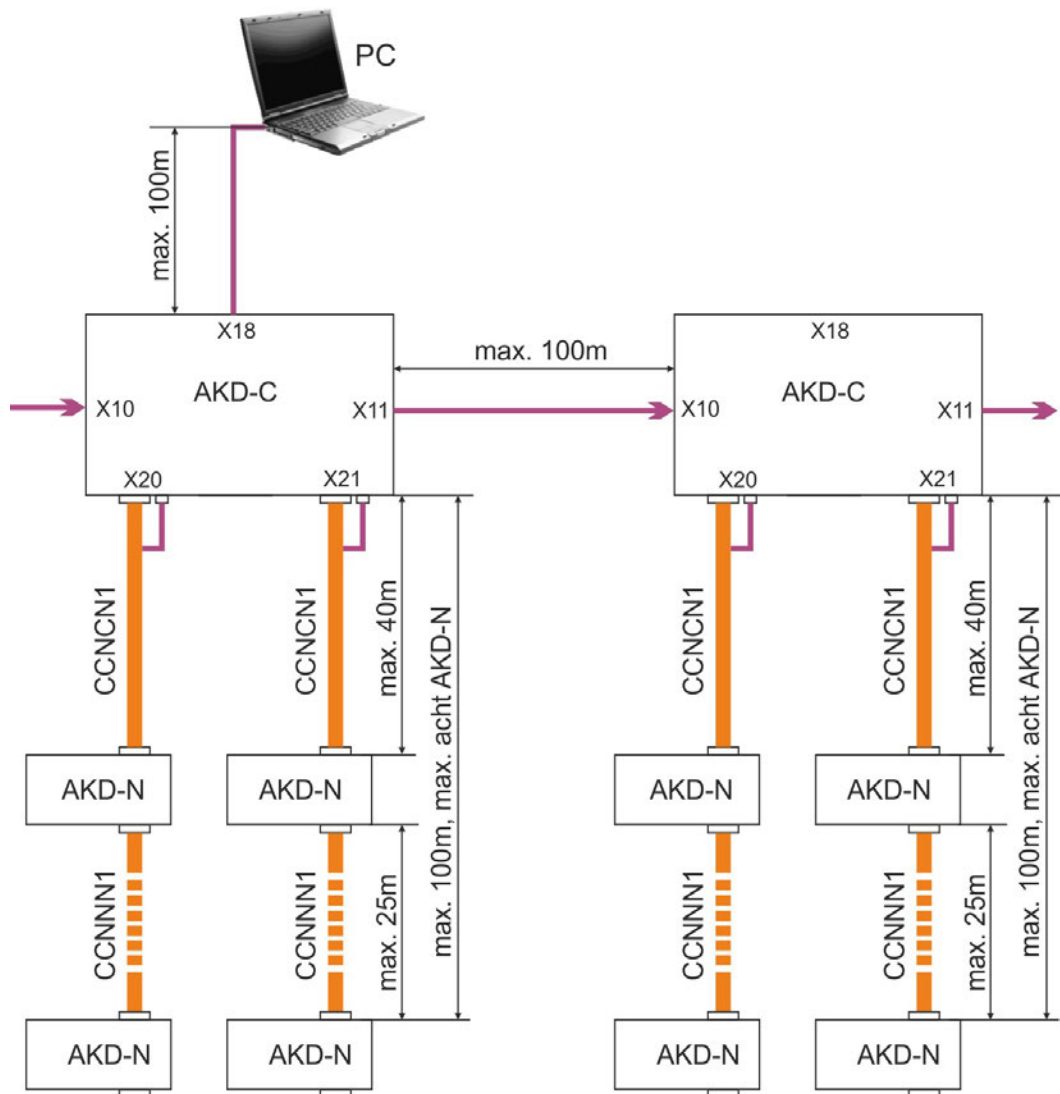 PC
max. 100m
X18
X10
AKD-C
X11
X20
X21
max. 100m
X18
X10
AKD-C
X11
X20
X21
CCNCN1
CCNCN1
max. 40m
max. 100m, max. acht AKD-N
CCNCN1
CCNCN1
max. 40m
max. 100m, max. acht AKD-N
AKD-N
AKD-N
AKD-N
AKD-N
CCNNN1
CCNNN1
max. 25m
CCNNN1
CCNNN1
max. 25m
AKD-N
AKD-N
AKD-N
AKD-N